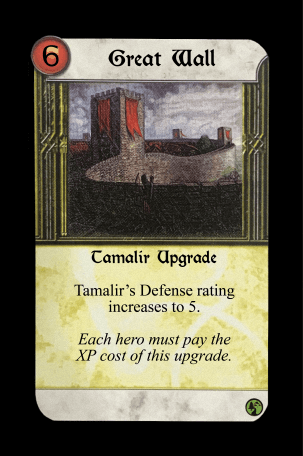 6
Great Wall
Tamalir Upgrade
Tamalir's Defense rating
increases to 5.
Each hero must pay the
XP cost of this upgrade.